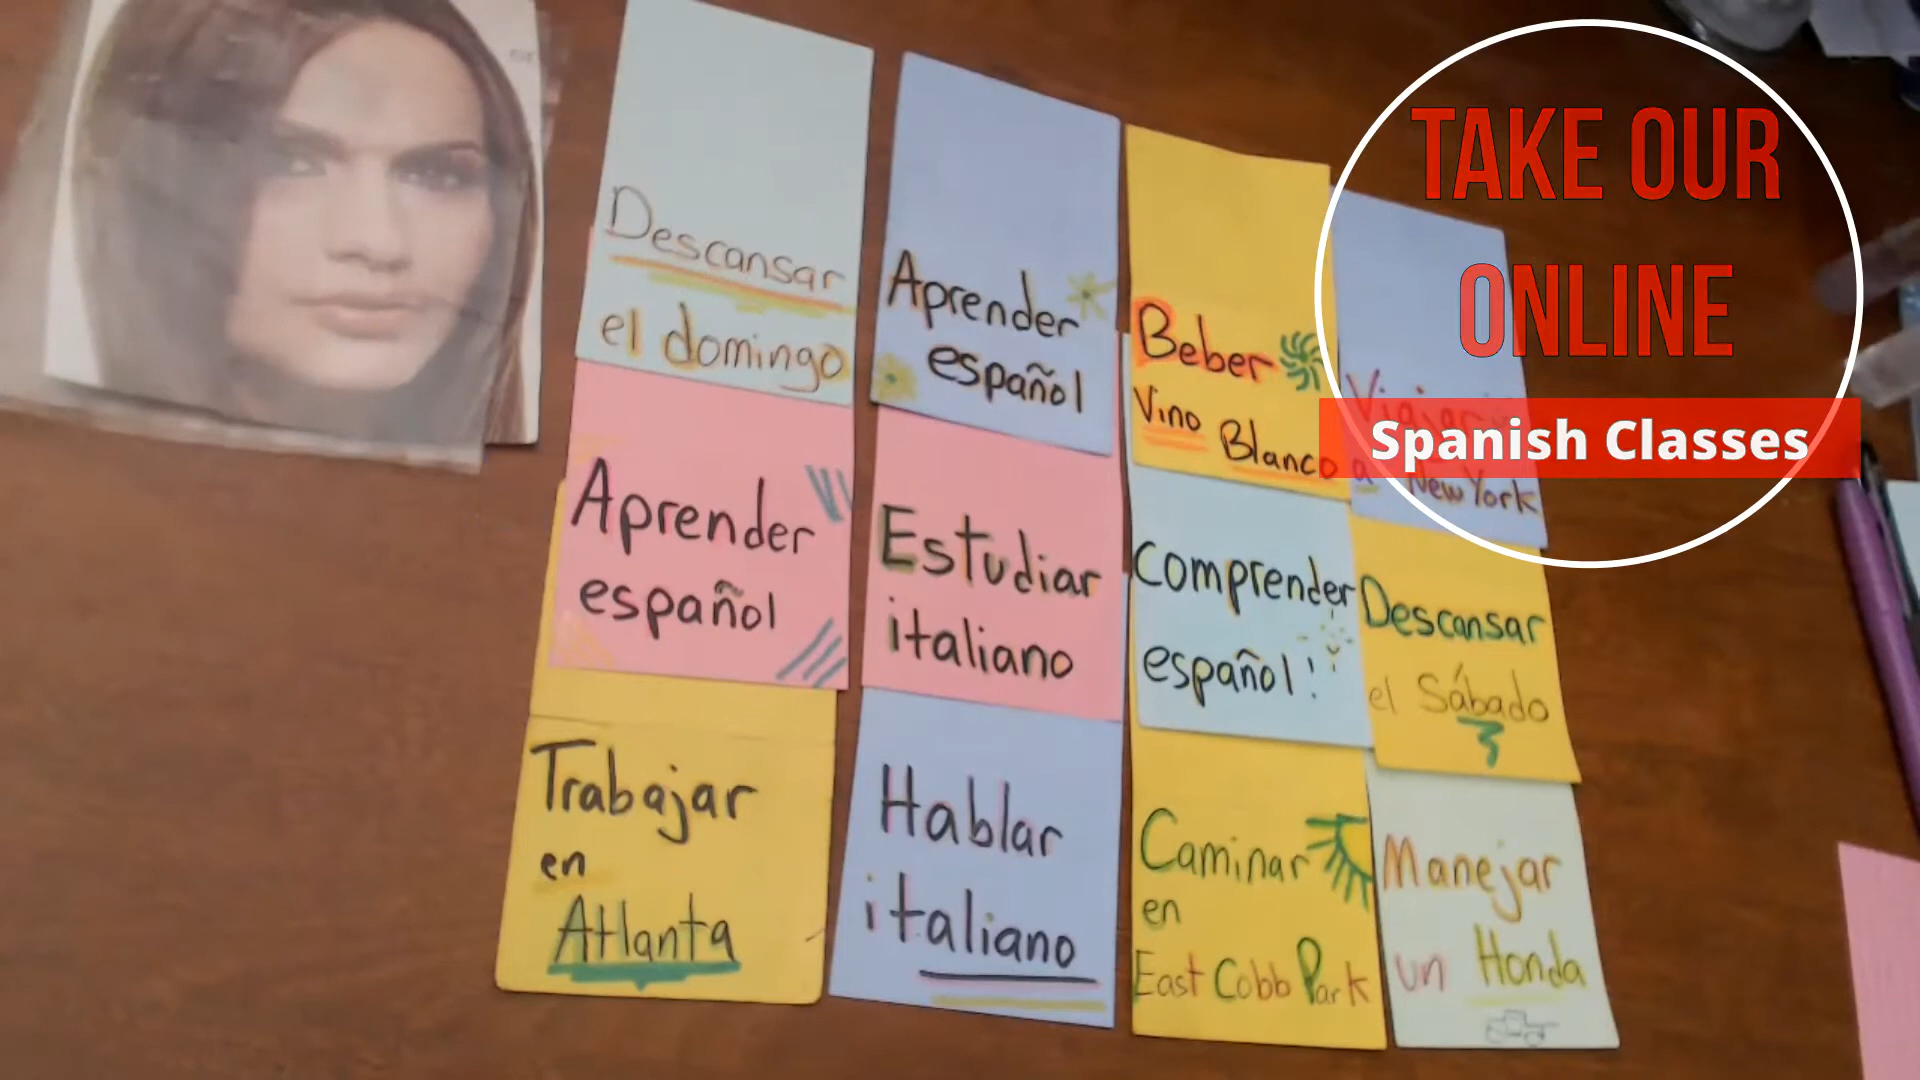 Descansar
el domingo
Aprender
español
Beber
Vino
Blanco
Viajar
a New York
TAKE OUR
ONLINE
Spanish Classes
Aprender
español
Estudiar
italiano
Comprender
español!
Descansar
el Sábado
Trabajar
en
Atlanta
Hablar
italiano
Caminar
en
East Cobb Park
Manejar
un Honda